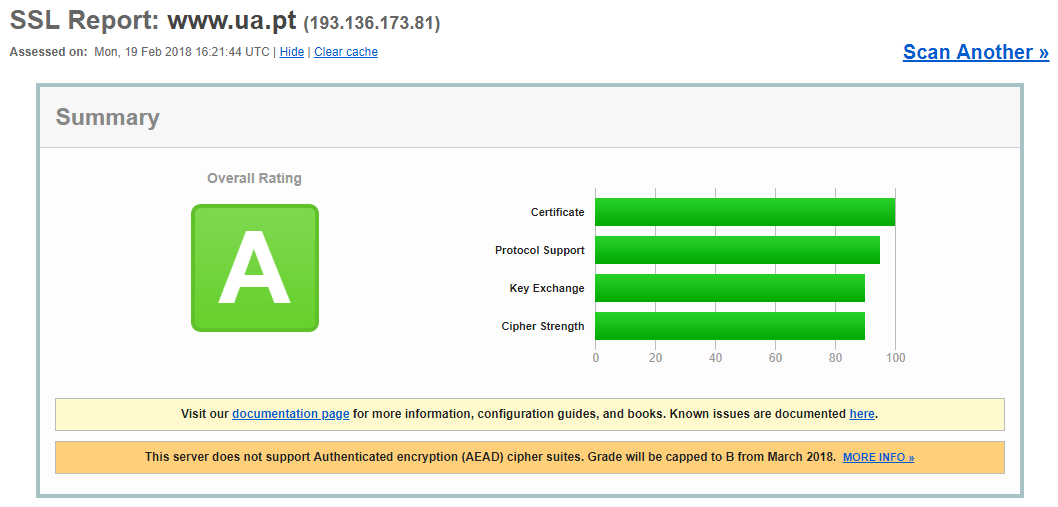 SSL Report: www.ua.pt (193.136.173.81)
Assessed on: Mon, 19 Feb 2018 16:21:44 UTC | Hide | Clear cache
Scan Another »
Summary
Overall Rating
A
Certificate
Protocol Support
Key Exchange
Cipher Strength
0 20 40 60 80 100
Visit our documentation page for more information, configuration guides, and books. Known issues are documented here.
This server does not support Authenticated encryption (AEAD) cipher suites. Grade will be capped to B from March 2018. MORE INFO »